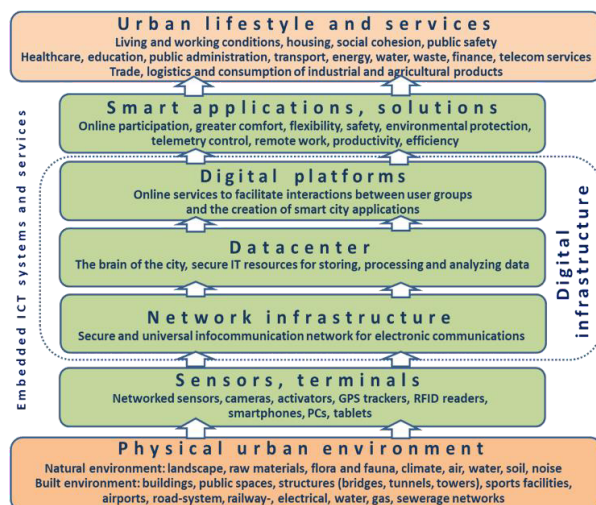 Urban lifestyle and services
Living and working conditions, housing, social cohesion, public safety
Healthcare, education, public administration, transport, energy, water, waste, finance, telecom services
Trade, logistics and consumption of industrial and agricultural products
Smart applications, solutions
Online participation, greater comfort, flexibility, safety, environmental protection,
telemetry control, remote work, productivity, efficiency
Digital platforms
Online services to facilitate interactions between user groups
and the creation of smart city applications
Datacenter
The brain of the city, secure IT resources for storing, processing and analyzing data
Network infrastructure
Secure and universal infocommunication network for electronic communications
Sensors, terminals
Networked sensors, cameras, activators, GPS trackers, RFID readers,
smartphones, PCs, tablets
Physical urban environment
Natural environment: landscape, raw materials, flora and fauna, climate, air, water, soil, noise
Built environment: buildings, public spaces, structures (bridges, tunnels, towers), sports facilities,
airports, road-system, railway-, electrical, water, gas, sewerage networks
Embedded ICT systems and services
Digital
infrastructure